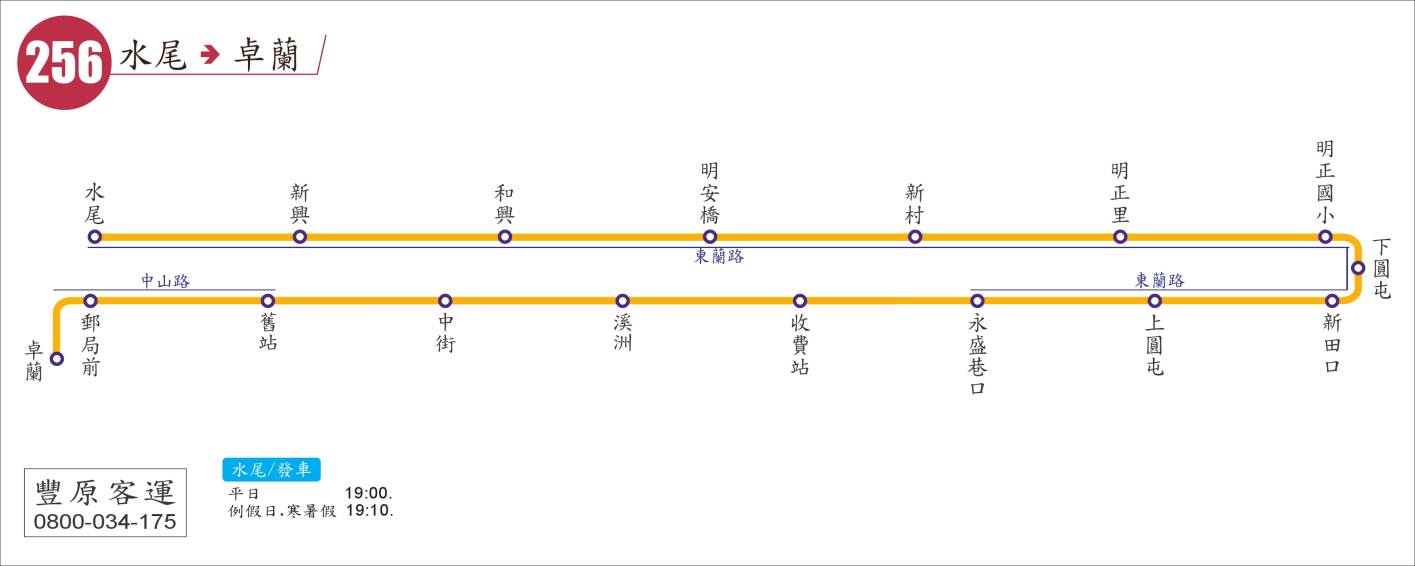 256 水尾 → 卓蘭
水尾
新興
和興
明安橋
新村
明正里
明正國小
下圓屯
東蘭路
中山路
東蘭路
卓蘭
郵局前
舊站
中街
溪洲
收費站
永盛巷口
上圓屯
新田口
豐原客運
0800-034-175
水尾/發車
平日 19:00.
例假日.寒暑假 19:10.